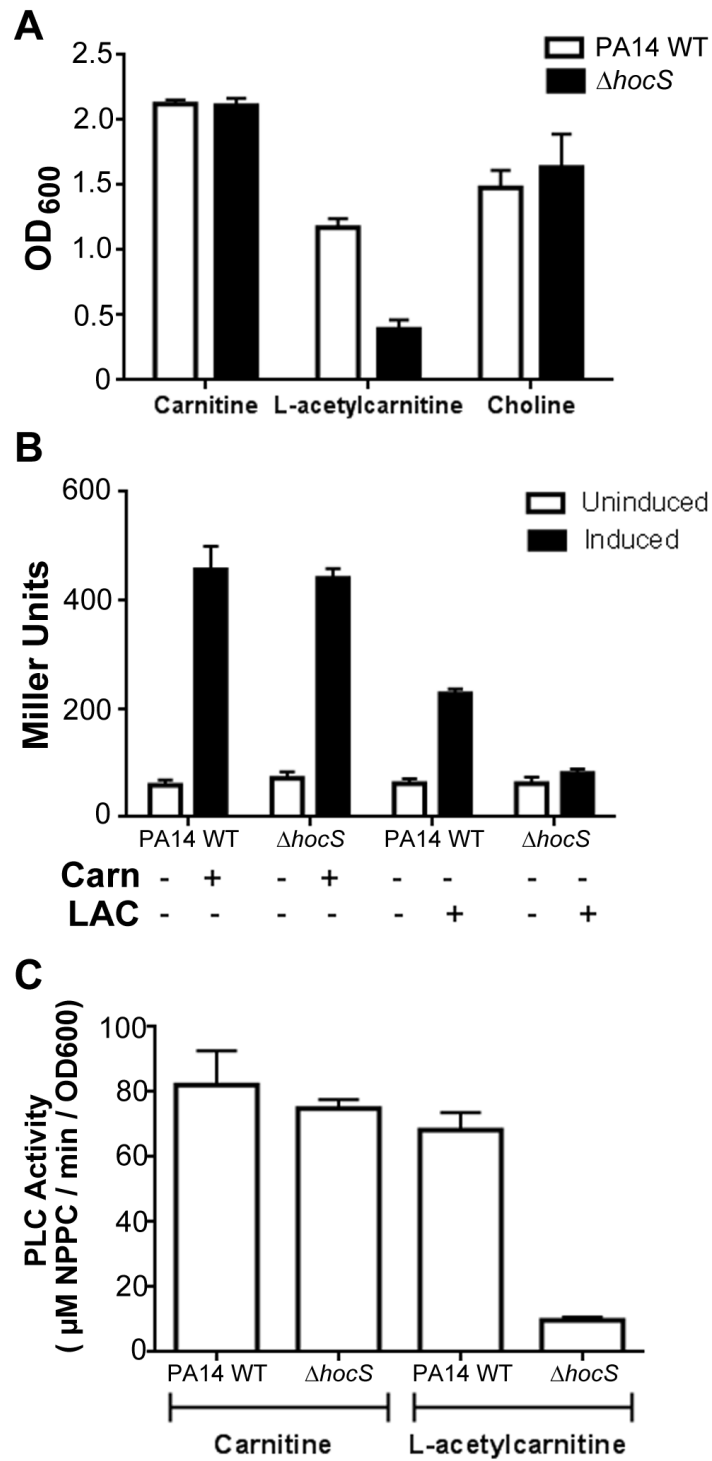 A
PA14 WT
ΔhocS
2.5
2.0
1.5
1.0
0.5
0
OD600
Carnitine L-acetylcarnitine Choline
B
Uninduced
Induced
600
400
200
0
Miller Units
PA14 WT ΔhocS PA14 WT ΔhocS
Carn - + - + - - - -
LAC - - - - - + - +
C
100
80
60
40
20
0
PLC Activity
( µM NPPC / min / OD600)
PA14 WT ΔhocS PA14 WT ΔhocS
Carnitine L-acetylcarnitine